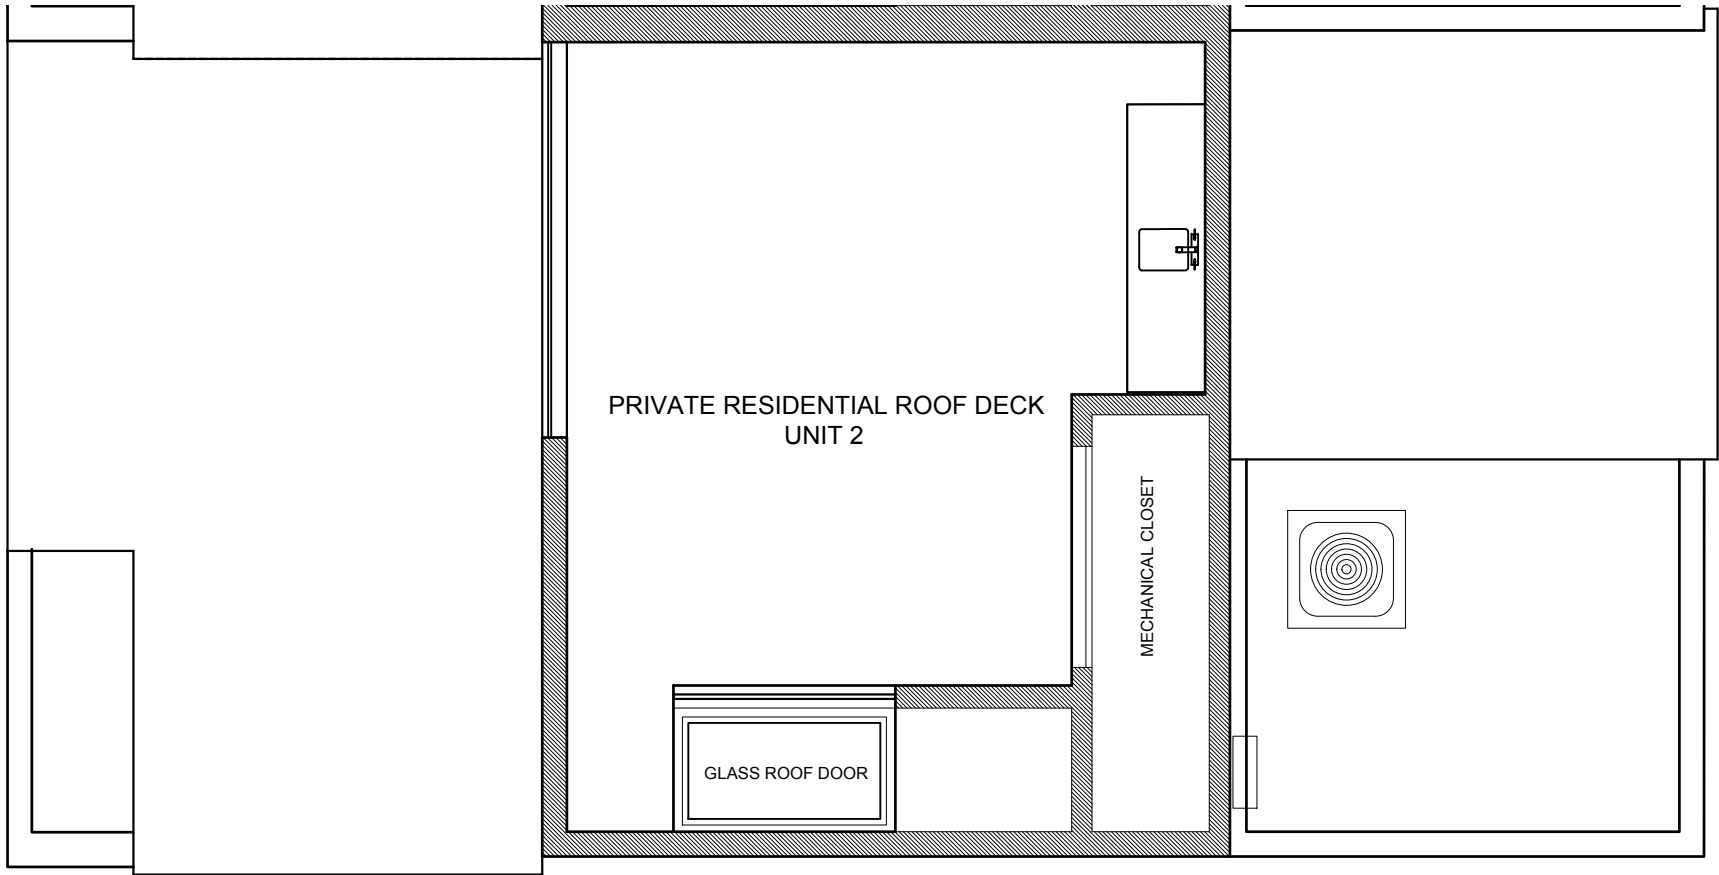 PRIVATE RESIDENTIAL ROOF DECK
UNIT 2
MECHANICAL CLOSET
GLASS ROOF DOOR